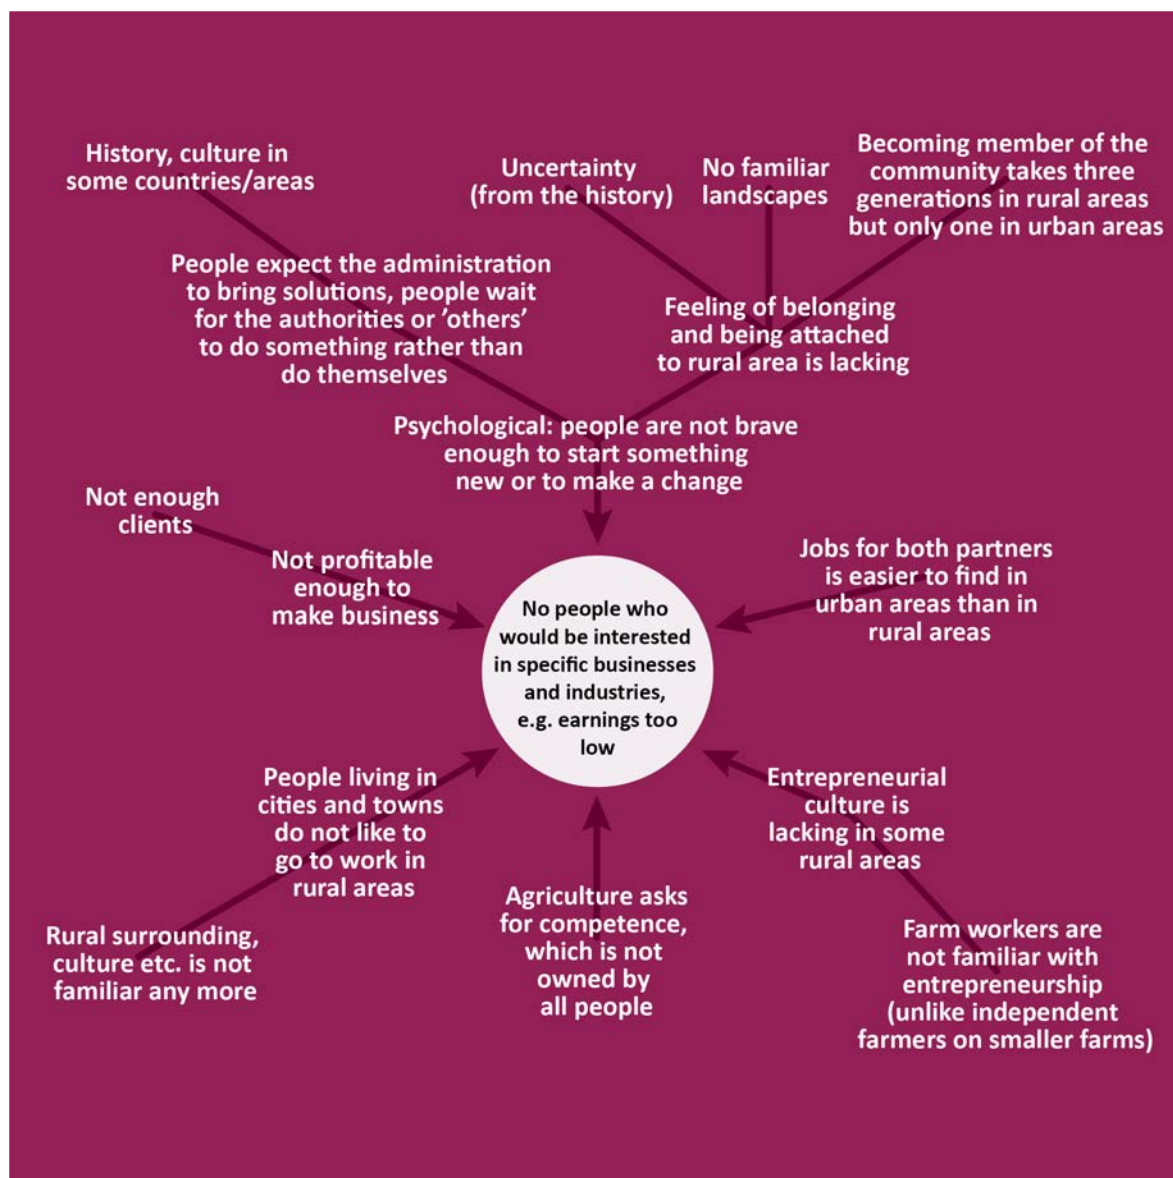 History, culture in
some countries/areas
Uncertainty
(from the history)
No familiar
landscapes
Becoming member of the
community takes three
generations in rural areas
but only one in urban areas
People expect the administration
to bring solutions, people wait
for the authorities or ’others’
to do something rather than
do themselves
Feeling of belonging
and being attached
to rural area is lacking
Psychological: people are not brave
enough to start something
new or to make a change
Not enough
clients
Not profitable
enough to
make business
Jobs for both partners
is easier to find in
urban areas than in
rural areas
No people who
would be interested
in specific businesses
and industries,
e.g. earnings too
low
People living in
cities and towns
do not like to
go to work in
rural areas
Entrepreneurial
culture is
lacking in some
rural areas
Rural surrounding,
culture etc. is not
familiar any more
Agriculture asks
for competence,
which is not
owned by
all people
Farm workers are
not familiar with
entrepreneurship
(unlike independent
farmers on smaller farms)